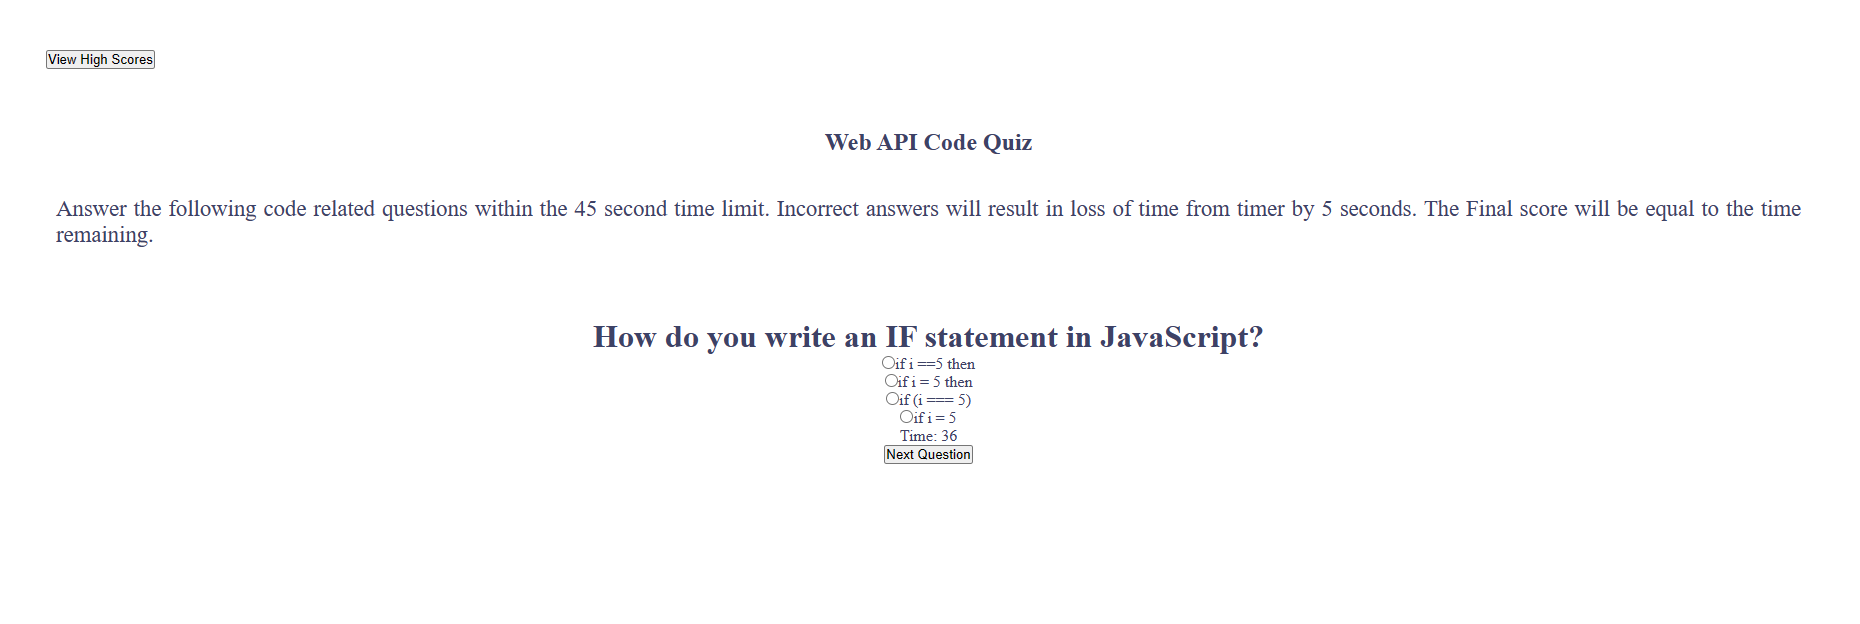 View High Scores
Web API Code Quiz
Answer the following code related questions within the 45 second time limit. Incorrect answers will result in loss of time from timer by 5 seconds. The Final score will be equal to the time
remaining.
How do you write an IF statement in JavaScript?
if i ==5 then
if i = 5 then
if (i === 5)
if i = 5
Time: 36
Next Question